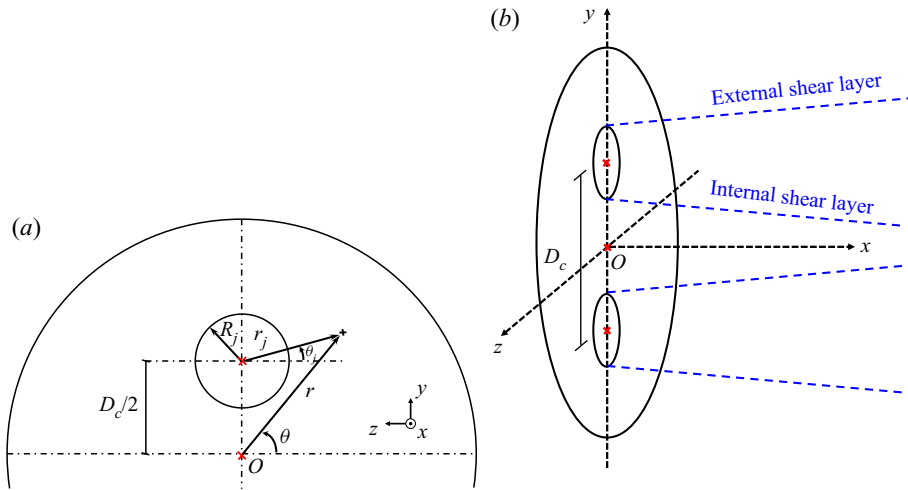 (a)
R_j
r_j
θ_j
r
D_c/2
θ
O
y
z
x
(b)
y
External shear layer
Internal shear layer
D_c
O
x
z